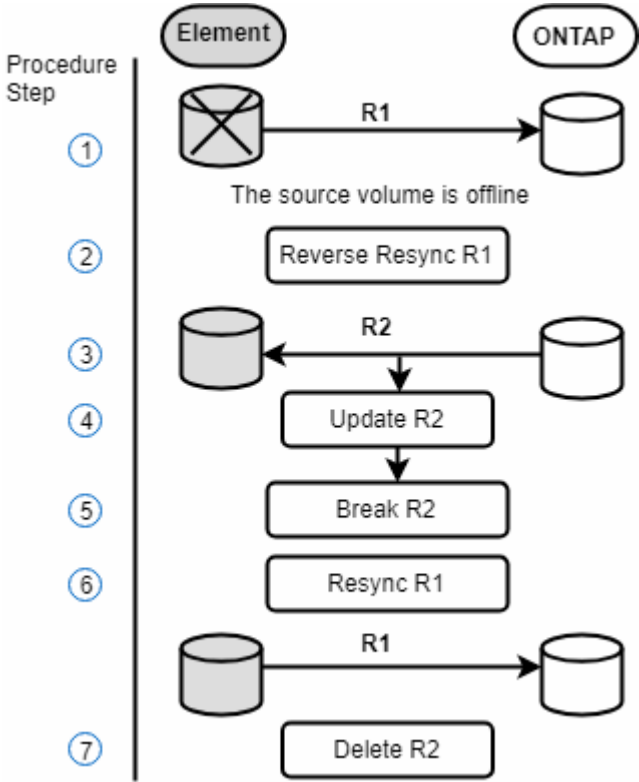 Element
ONTAP
Procedure
Step
R1
1
The source volume is offline
2
Reverse Resync R1
R2
3
4
Update R2
5
Break R2
6
Resync R1
R1
7
Delete R2